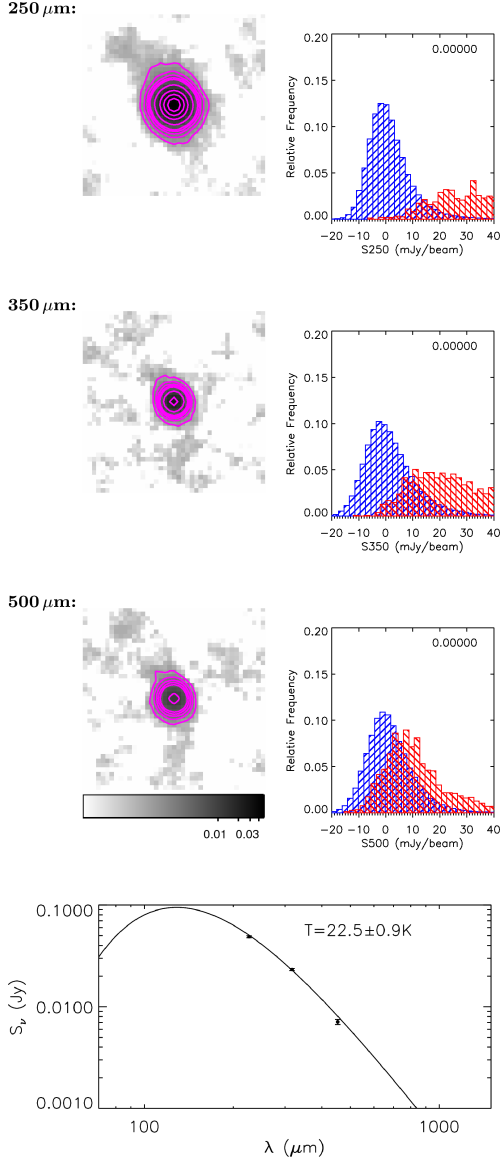 250 μm:
0.00000
0.20
0.15
0.10
0.05
0.00
Relative Frequency
−20 −10 0 10 20 30 40
S250 (mJy/beam)
350 μm:
0.00000
0.20
0.15
0.10
0.05
0.00
Relative Frequency
−20 −10 0 10 20 30 40
S350 (mJy/beam)
500 μm:
0.00000
0.20
0.15
0.10
0.05
0.00
Relative Frequency
−20 −10 0 10 20 30 40
S500 (mJy/beam)
0.01 0.03
0.1000
0.0100
0.0010
Sν (Jy)
T=22.5±0.9K
100 1000
λ (μm)